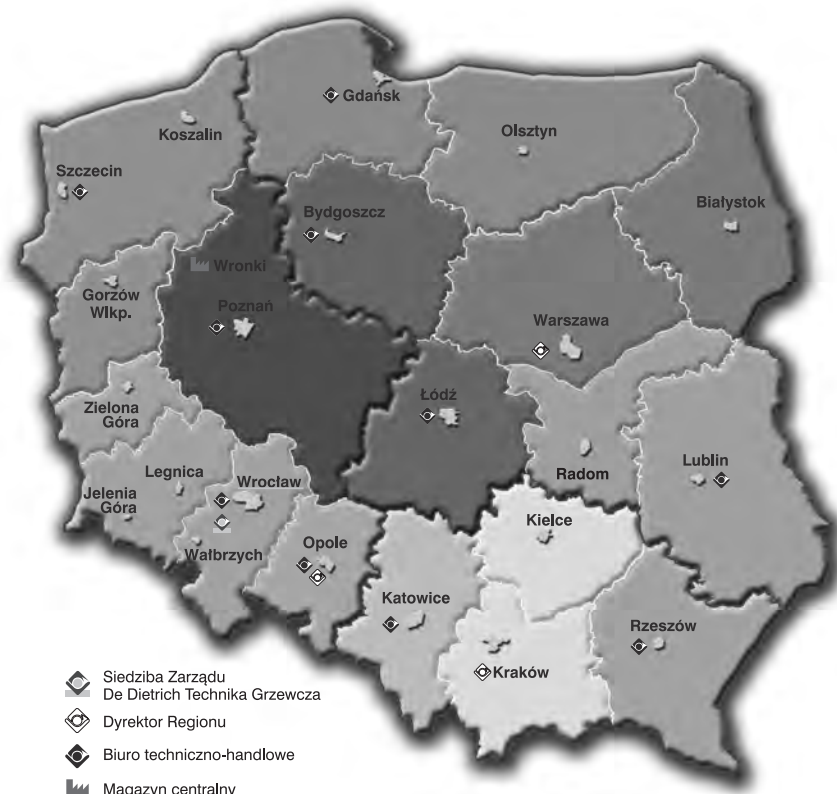 Gdańsk
Koszalin
Olsztyn
Szczecin
Białystok
Bydgoszcz
Wronki
Gorzów
Wlkp.
Poznań
Warszawa
Zielona
Góra
Łódź
Legnica
Wrocław
Radom
Lublin
Jelenia
Góra
Wałbrzych
Opole
Kielce
Katowice
Rzeszów
Kraków
Siedziba Zarządu
De Dietrich Technika Grzewcza
Dyrektor Regionu
Biuro techniczno-handlowe
Magazyn centralny